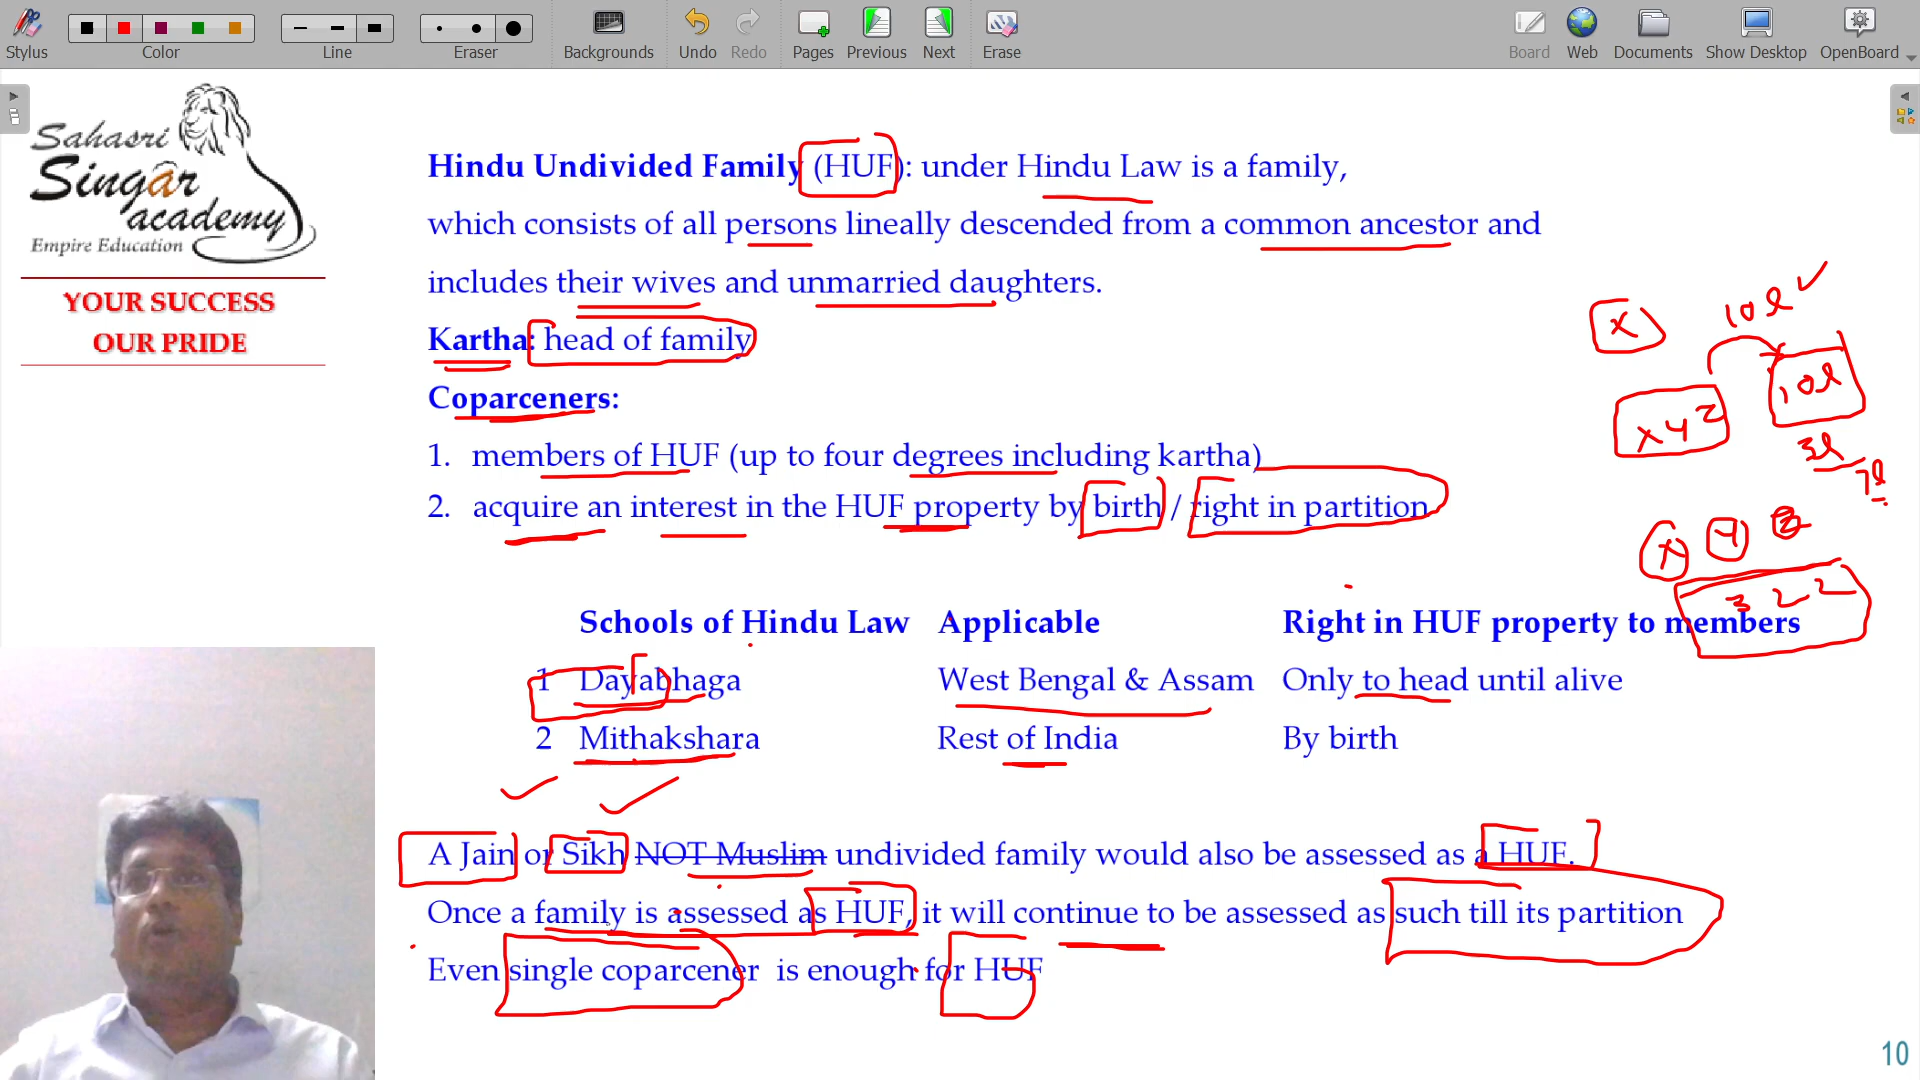 Stylus Color Line Eraser Backgrounds Undo Redo Pages Previous Next Erase Board Web Documents Show Desktop OpenBoard
Sahasri
Singar
academy
Empire Education
YOUR SUCCESS
OUR PRIDE
Hindu Undivided Family (HUF): under Hindu Law is a family,
which consists of all persons lineally descended from a common ancestor and
includes their wives and unmarried daughters.
Kartha: head of family
Coparceners:
1. members of HUF (up to four degrees including kartha)
2. acquire an interest in the HUF property by birth / right in partition
X
10l
10l
X Y Z
3l
7l
X Y Z
3 2 2
Schools of Hindu Law Applicable Right in HUF property to members
1 Dayabhaga West Bengal & Assam Only to head until alive
2 Mithakshara Rest of India By birth
A Jain or Sikh NOT Muslim undivided family would also be assessed as a HUF.
Once a family is assessed as HUF, it will continue to be assessed as such till its partition
Even single coparcener is enough for HUF
10